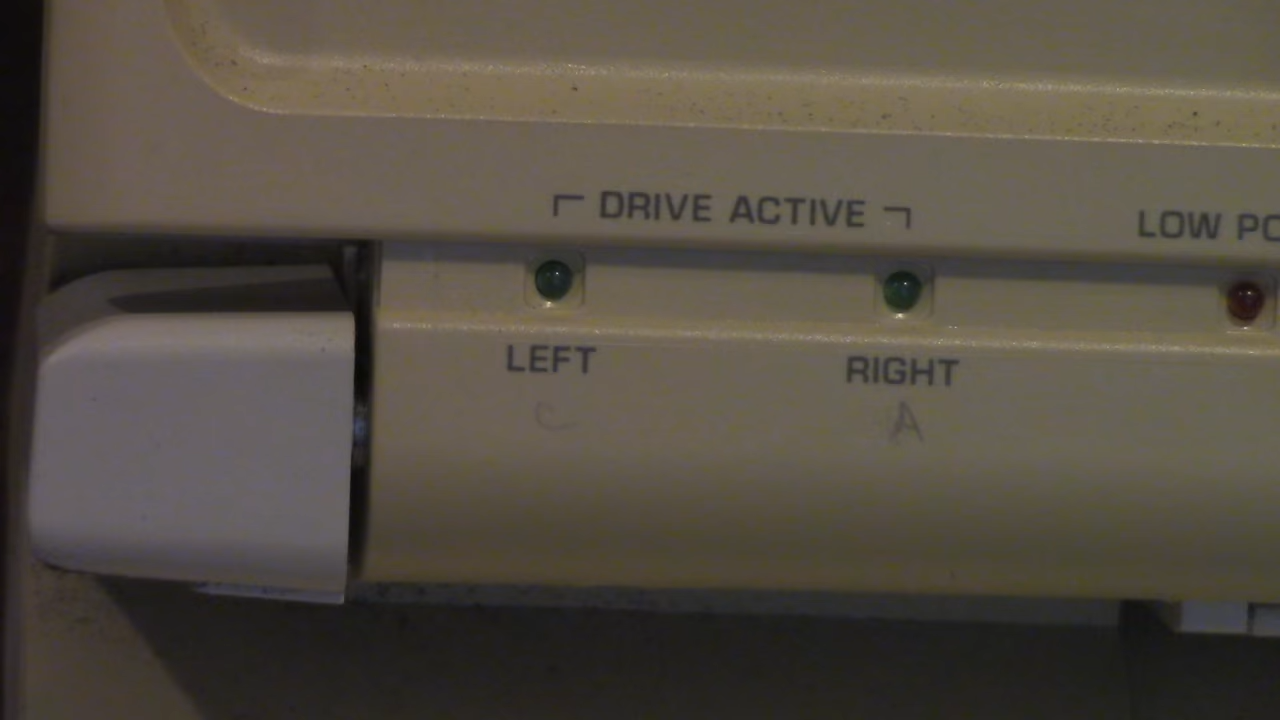 DRIVE ACTIVE
LOW PO
LEFT
RIGHT
C
A